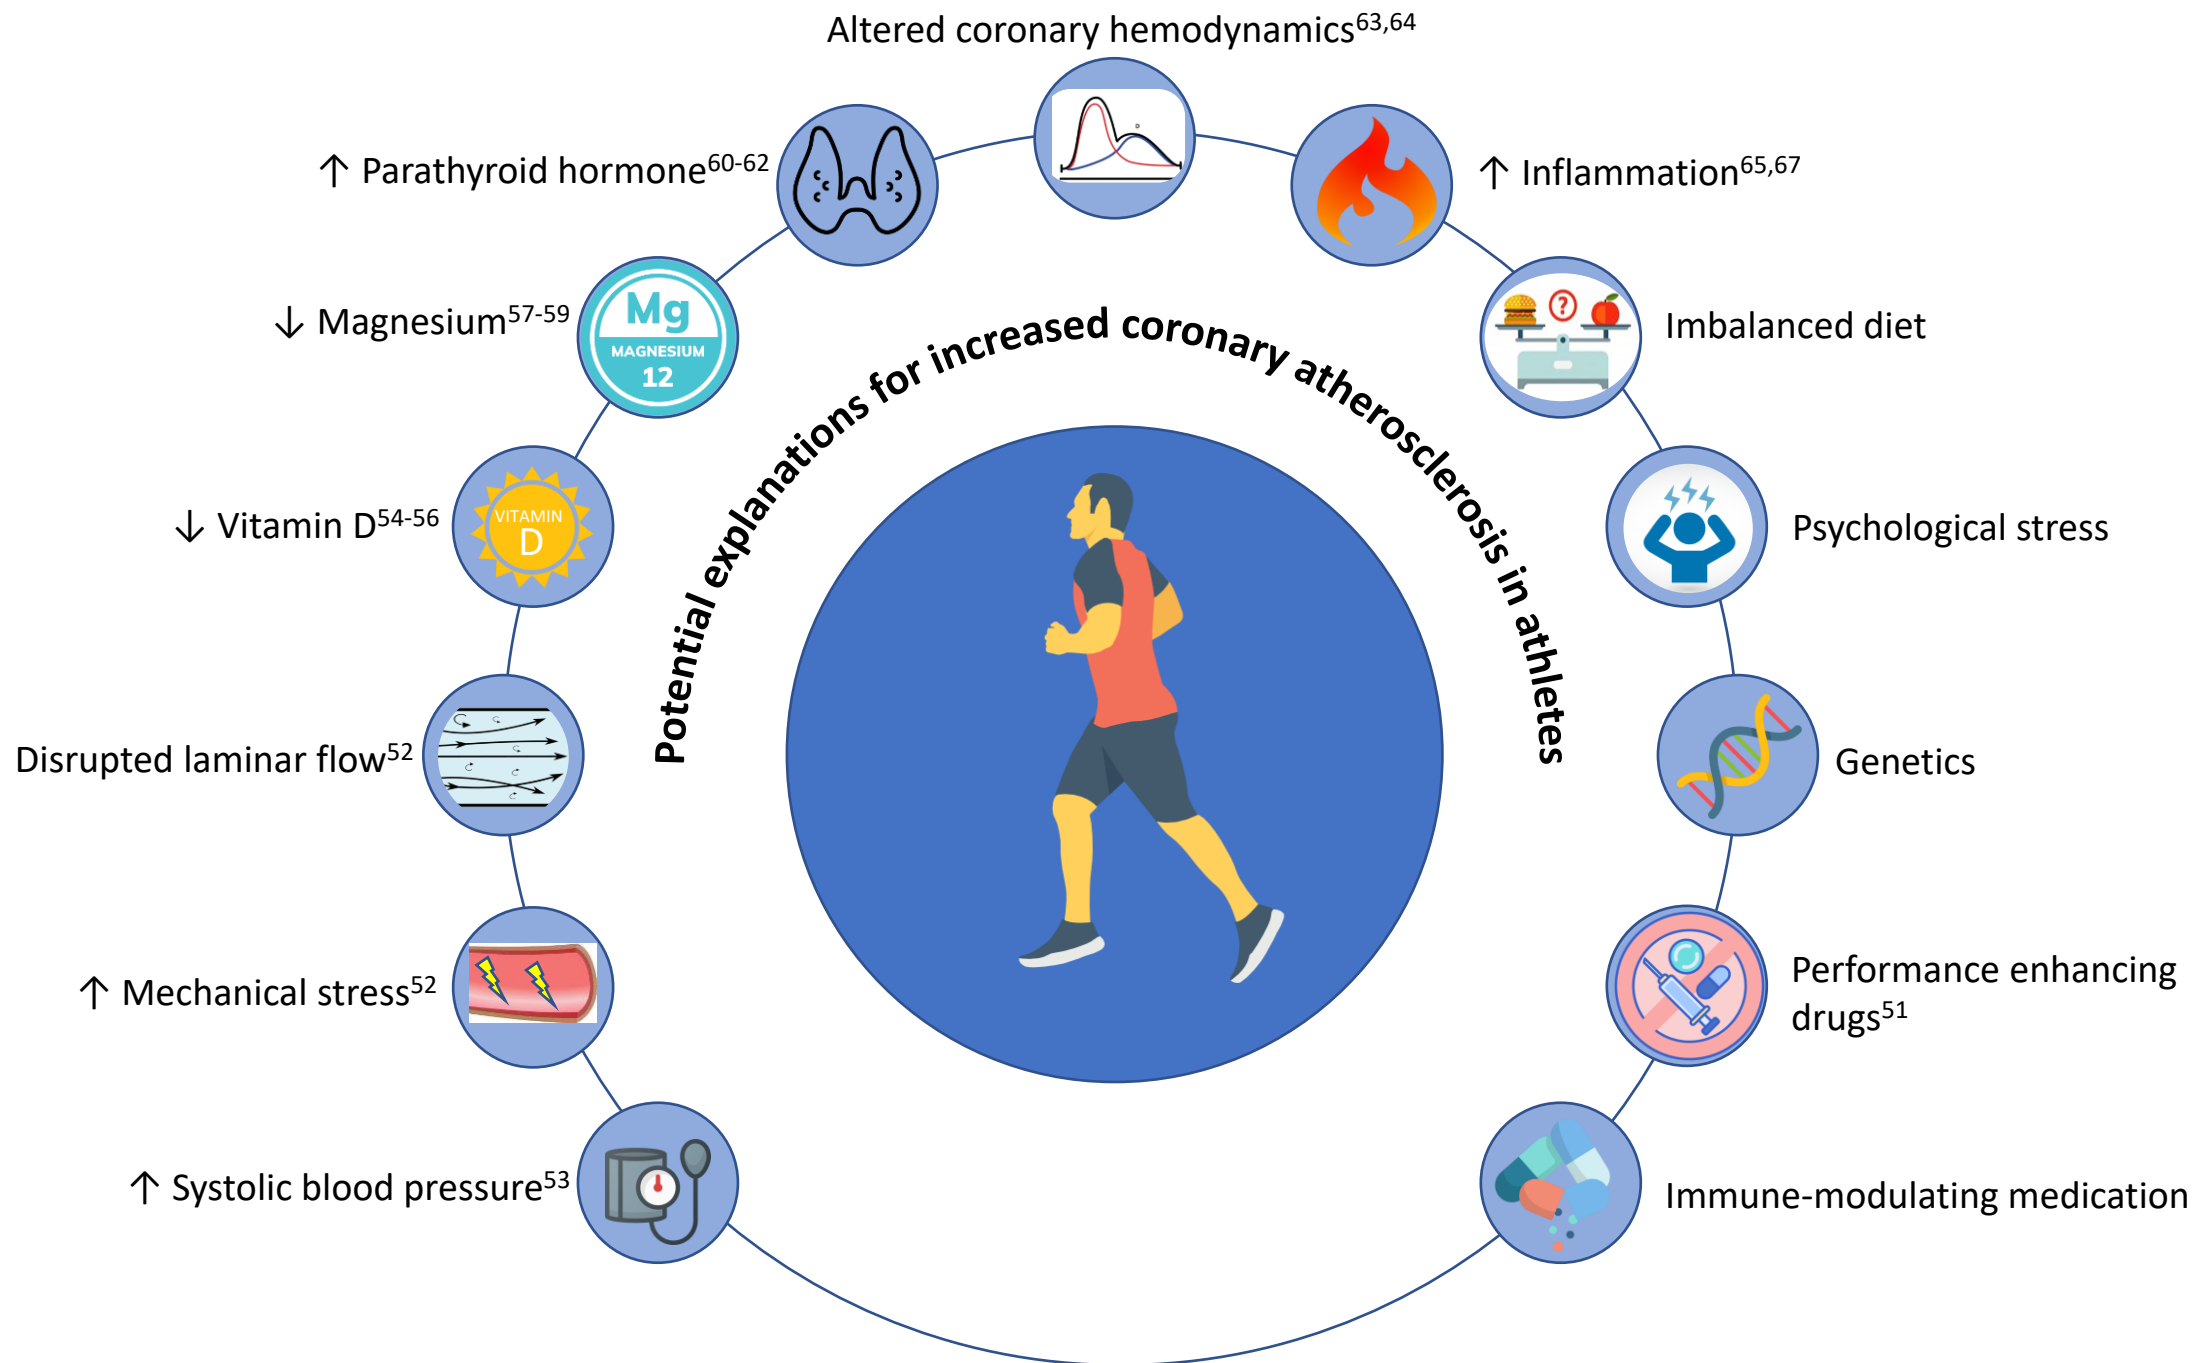 Altered coronary hemodynamics63,64
↑ Parathyroid hormone60-62
↑ Inflammation65,67
↓ Magnesium57-59
Mg
MAGNESIUM
12
Imbalanced diet
?
Potential explanations for increased coronary atherosclerosis in athletes
↓ Vitamin D54-56
VITAMIN
D
Psychological stress
Disrupted laminar flow52
Genetics
↑ Mechanical stress52
Performance enhancing
drugs51
↑ Systolic blood pressure53
Immune-modulating medication